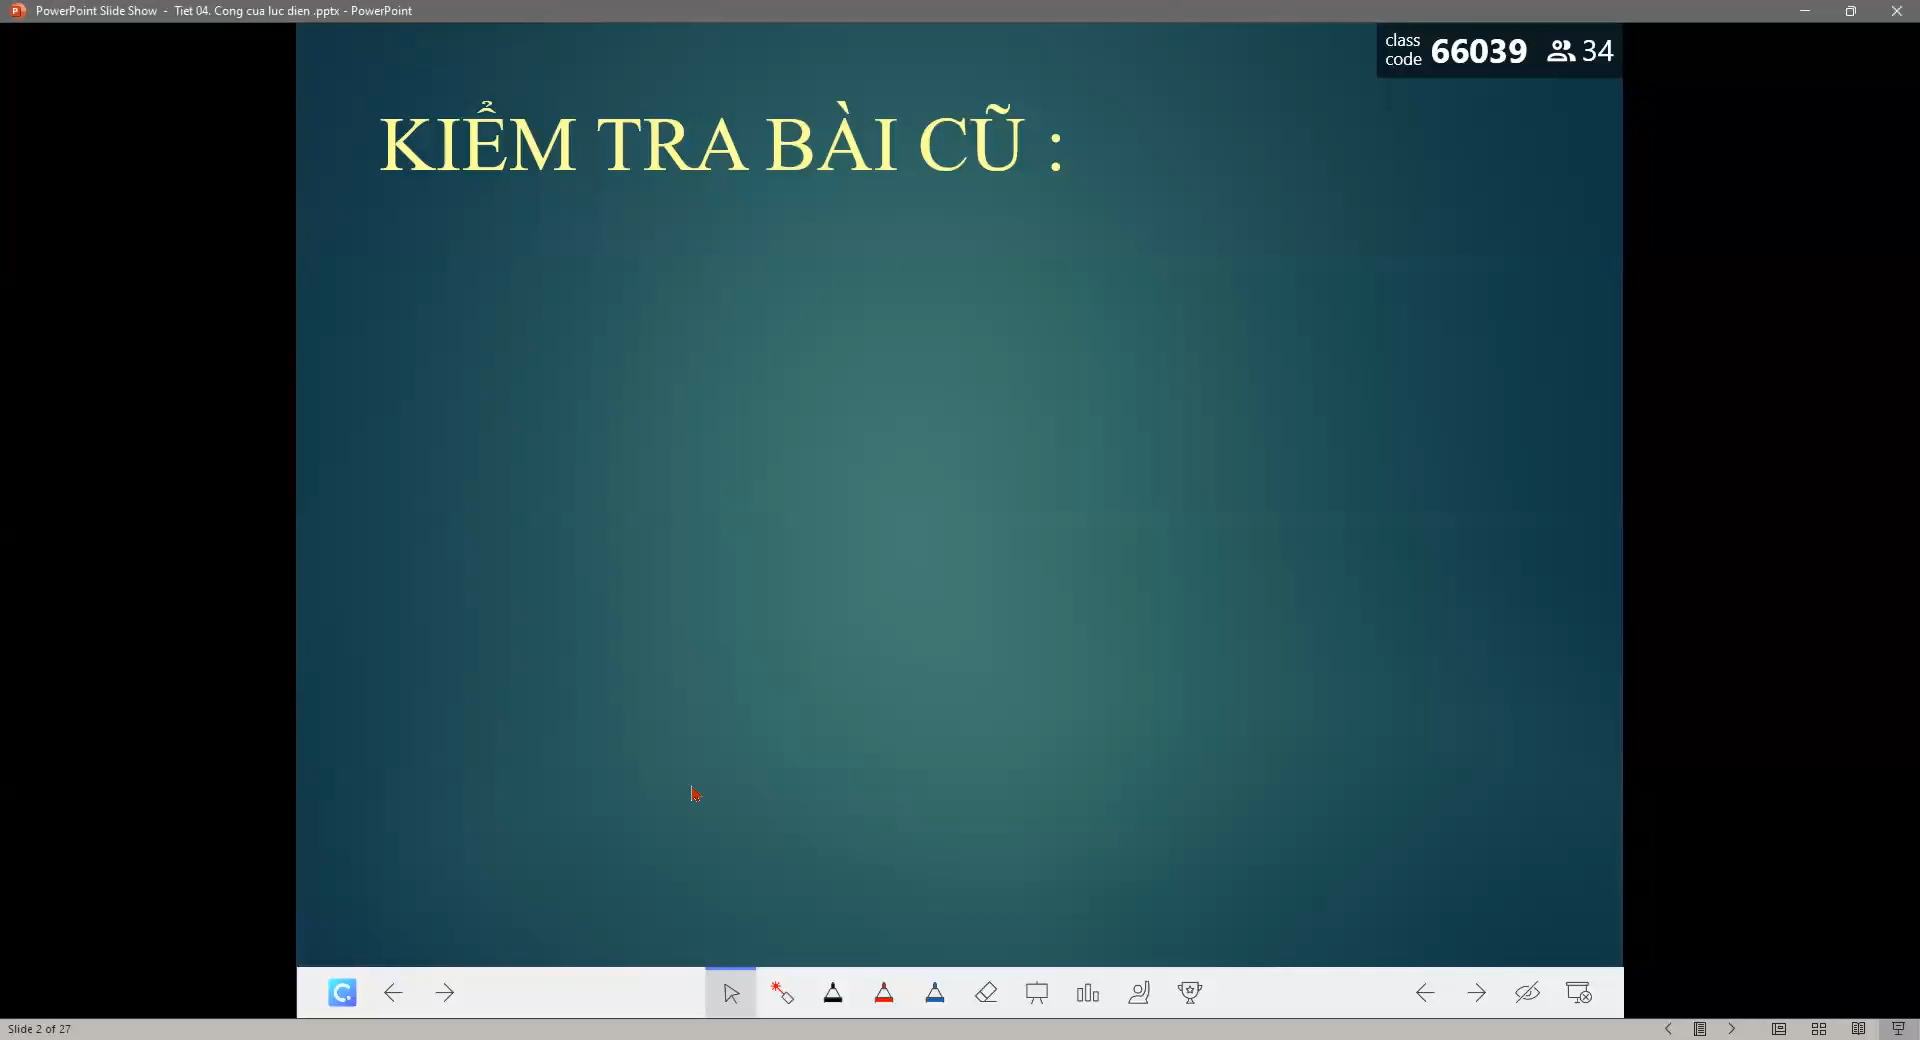 PowerPoint Slide Show - Tiet 04. Cong cua luc dien .pptx - PowerPoint
class code 66039 34
KIỂM TRA BÀI CŨ :
Slide 2 of 27